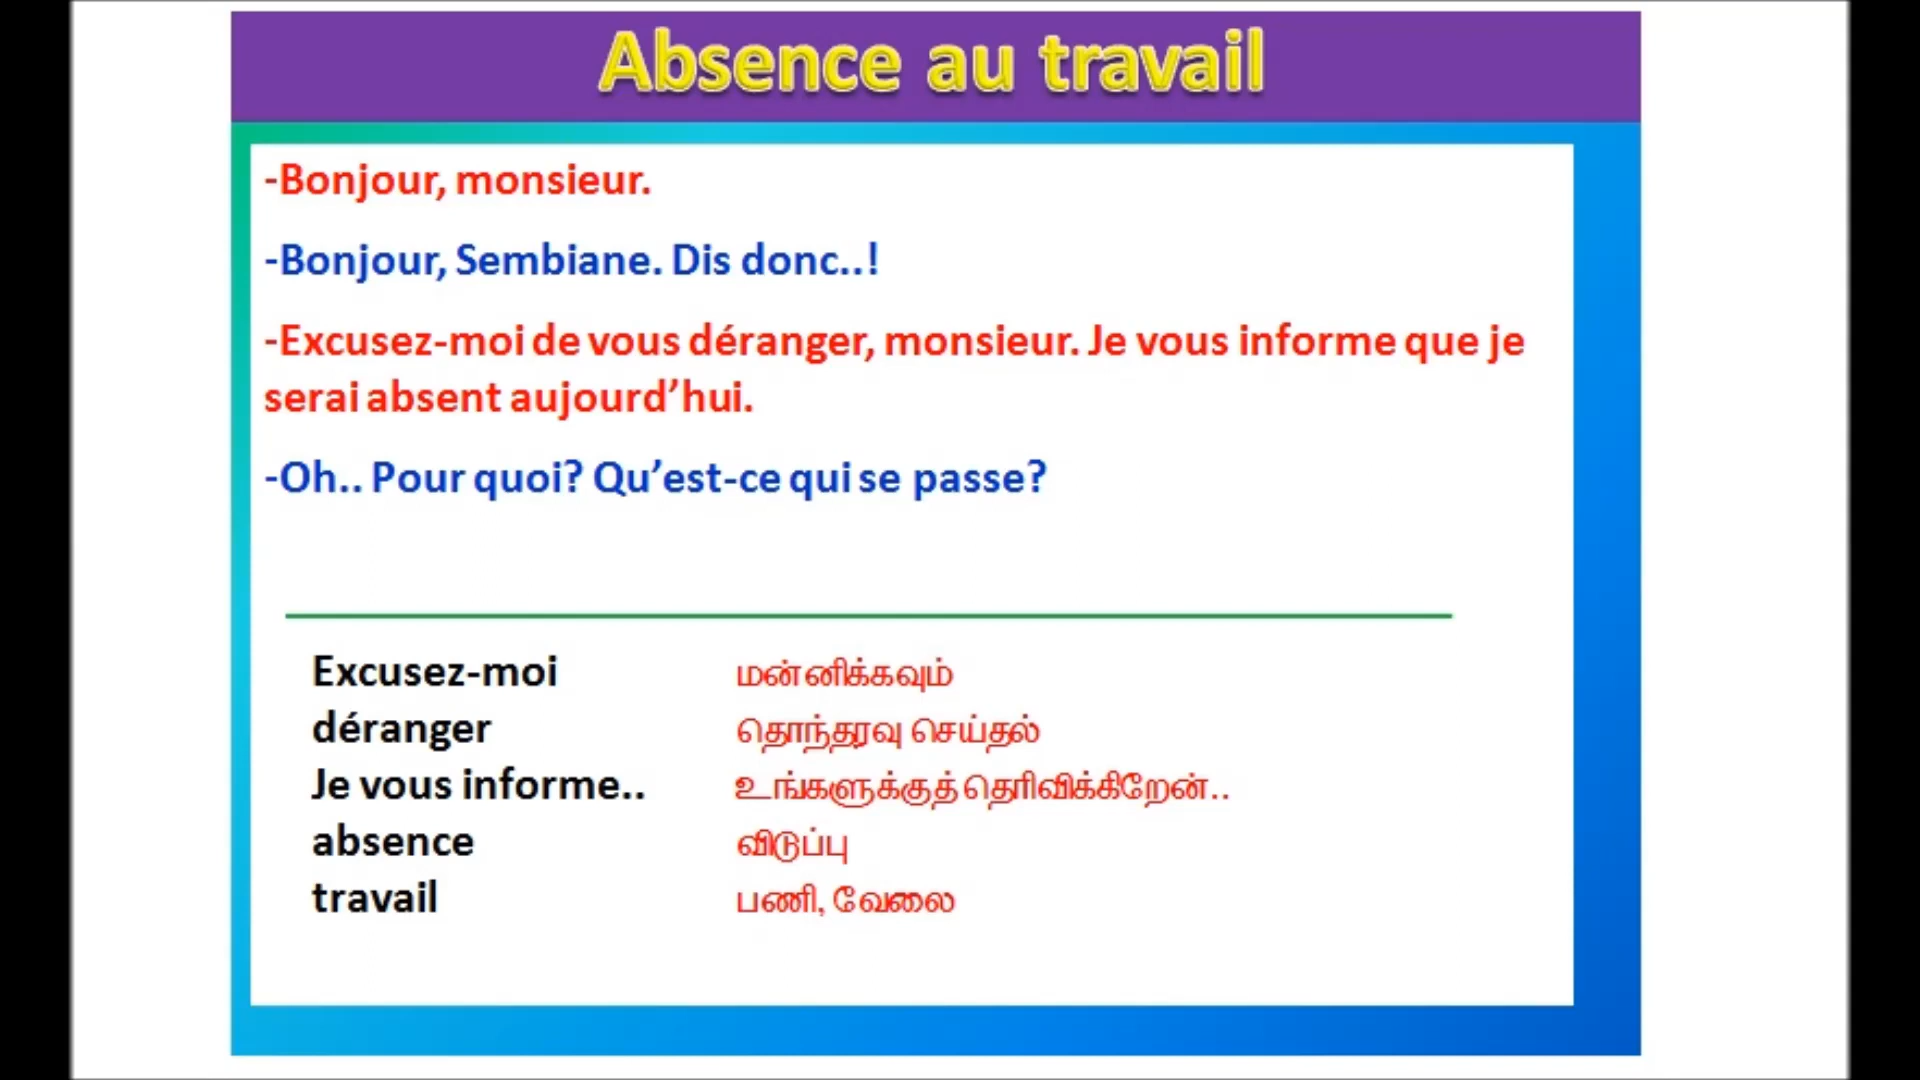 Absence au travail
-Bonjour, monsieur.
-Bonjour, Sembiane. Dis donc..!
-Excusez-moi de vous déranger, monsieur. Je vous informe que je
serai absent aujourd’hui.
-Oh.. Pour quoi? Qu’est-ce qui se passe?
Excusez-moi மன்னிக்கவும்
déranger தொந்தரவு செய்தல்
Je vous informe.. உங்களுக்குத் தெரிவிக்கிறேன்..
absence விடுப்பு
travail பணி, வேலை